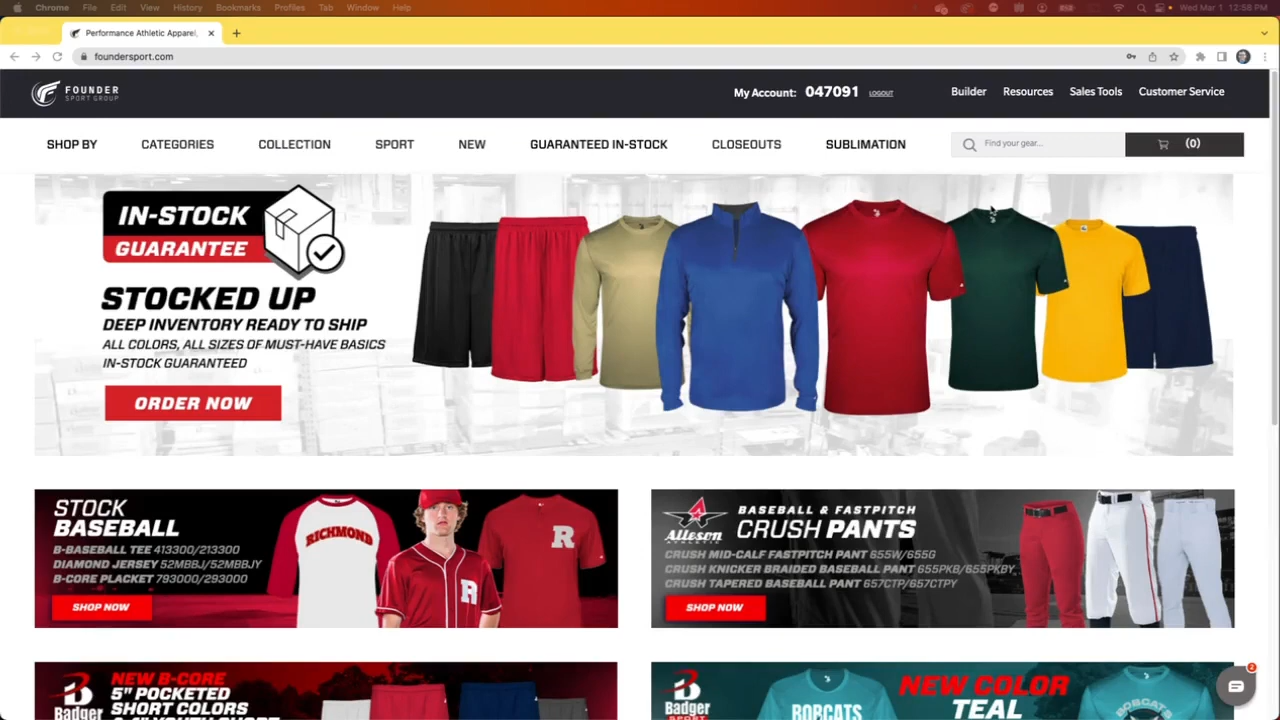 Chrome File Edit View History Bookmarks Profiles Tab Window Help
Wed Mar 1 12:58 PM
Performance Athletic Apparel,
foundersport.com
FOUNDER
SPORT GROUP
My Account: 047091 LOGOUT
Builder Resources Sales Tools Customer Service
SHOP BY CATEGORIES COLLECTION SPORT NEW GUARANTEED IN-STOCK CLOSEOUTS SUBLIMATION
Find your gear...
(0)
IN-STOCK
GUARANTEE
STOCKED UP
DEEP INVENTORY READY TO SHIP
ALL COLORS, ALL SIZES OF MUST-HAVE BASICS
IN-STOCK GUARANTEED
ORDER NOW
STOCK
BASEBALL
B-BASEBALL TEE 413300/213300
DIAMOND JERSEY 52MBBJ/52MBBJY
B-CORE PLACKET 793000/293000
SHOP NOW
RICHMOND
R
R
Alleson
ATHLETIC
BASEBALL & FASTPITCH
CRUSH PANTS
CRUSH MID-CALF FASTPITCH PANT 655W/655G
CRUSH KNICKER BRAIDED BASEBALL PANT 655PKB/655PKBY
CRUSH TAPERED BASEBALL PANT 657CTP/657CTPY
SHOP NOW
Badger
NEW B-CORE
5" POCKETED
SHORT COLORS
Badger
SPORT
BOBCATS
NEW COLOR
TEAL
BOBCATS
2